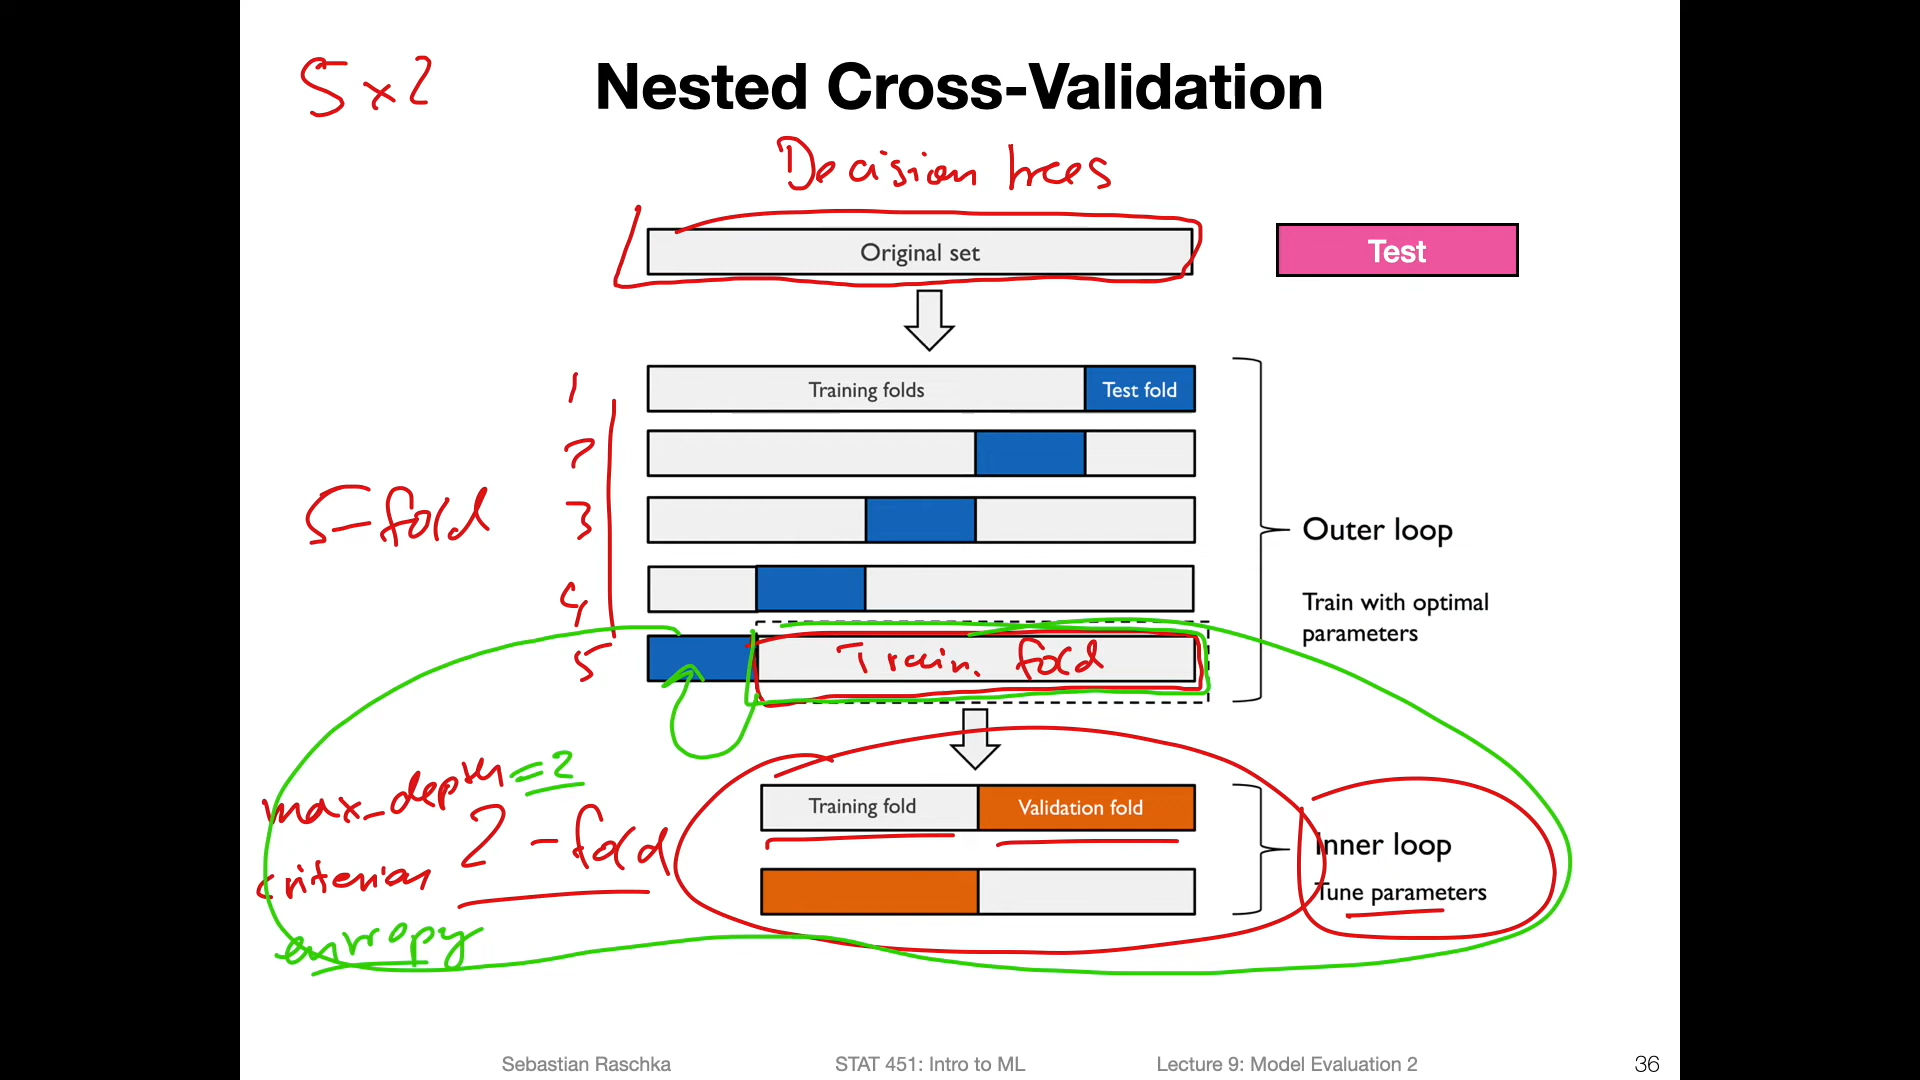 5 x 2
Nested Cross-Validation
Decision trees
Original set
Test
1
Training folds
Test fold
2
3
5-fold
Outer loop
4
Train with optimal
parameters
5
Train. fold
max_depth = 2
2-fold
Training fold
Validation fold
Inner loop
criterion
Tune parameters
entropy
Sebastian Raschka
STAT 451: Intro to ML
Lecture 9: Model Evaluation 2
36